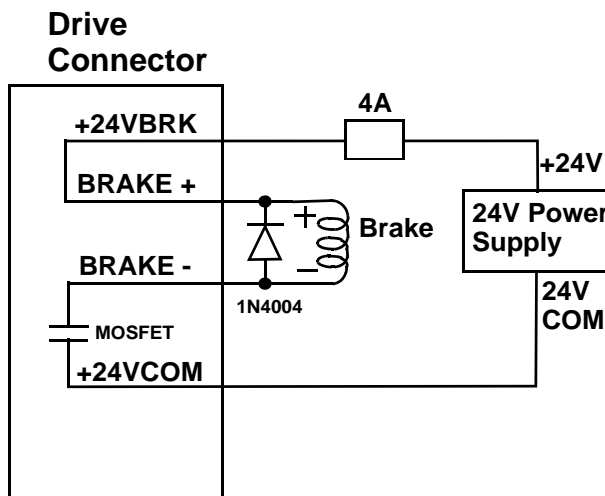 Drive
Connector
4A
+24VBRK
+24V
BRAKE +
+
Brake
24V Power
Supply
BRAKE -
–
1N4004
24V
COM
MOSFET
+24VCOM